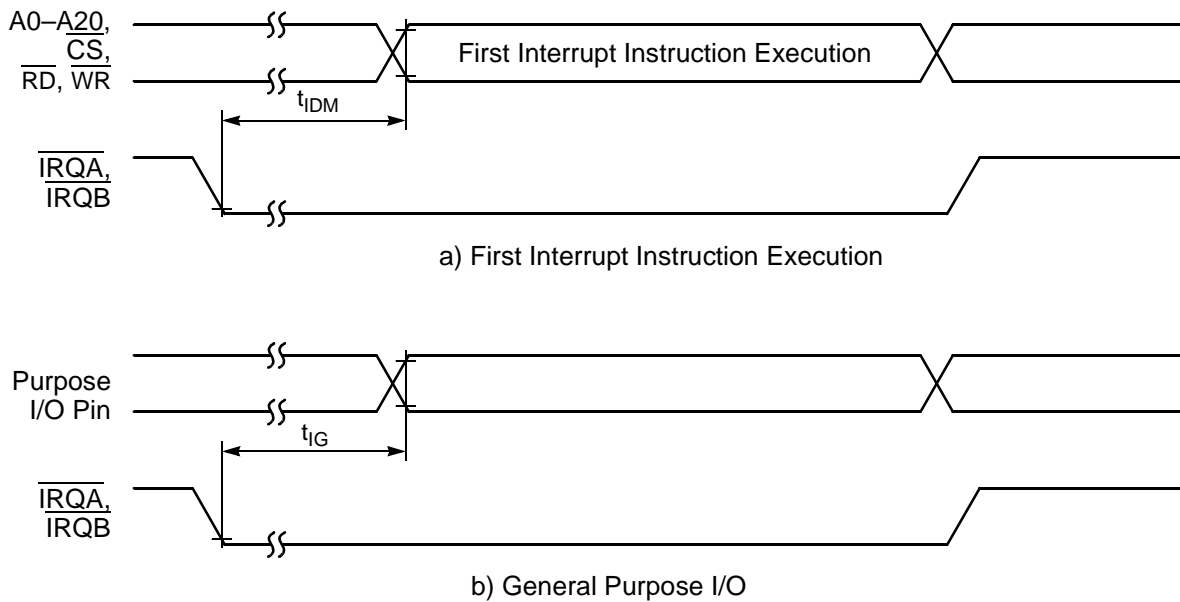 A0–A20,
CS,
RD, WR
First Interrupt Instruction Execution
tIDM
IRQA,
IRQB
a) First Interrupt Instruction Execution
Purpose
I/O Pin
tIG
IRQA,
IRQB
b) General Purpose I/O